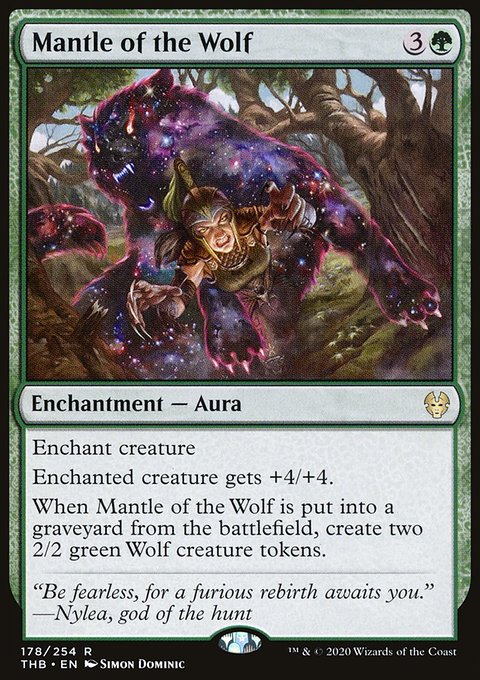 Mantle of the Wolf 3
Enchantment — Aura
Enchant creature
Enchanted creature gets +4/+4.
When Mantle of the Wolf is put into a
graveyard from the battlefield, create two
2/2 green Wolf creature tokens.
“Be fearless, for a furious rebirth awaits you.”
—Nylea, god of the hunt
178/254 R
THB • EN Simon Dominic
™ & © 2020 Wizards of the Coast